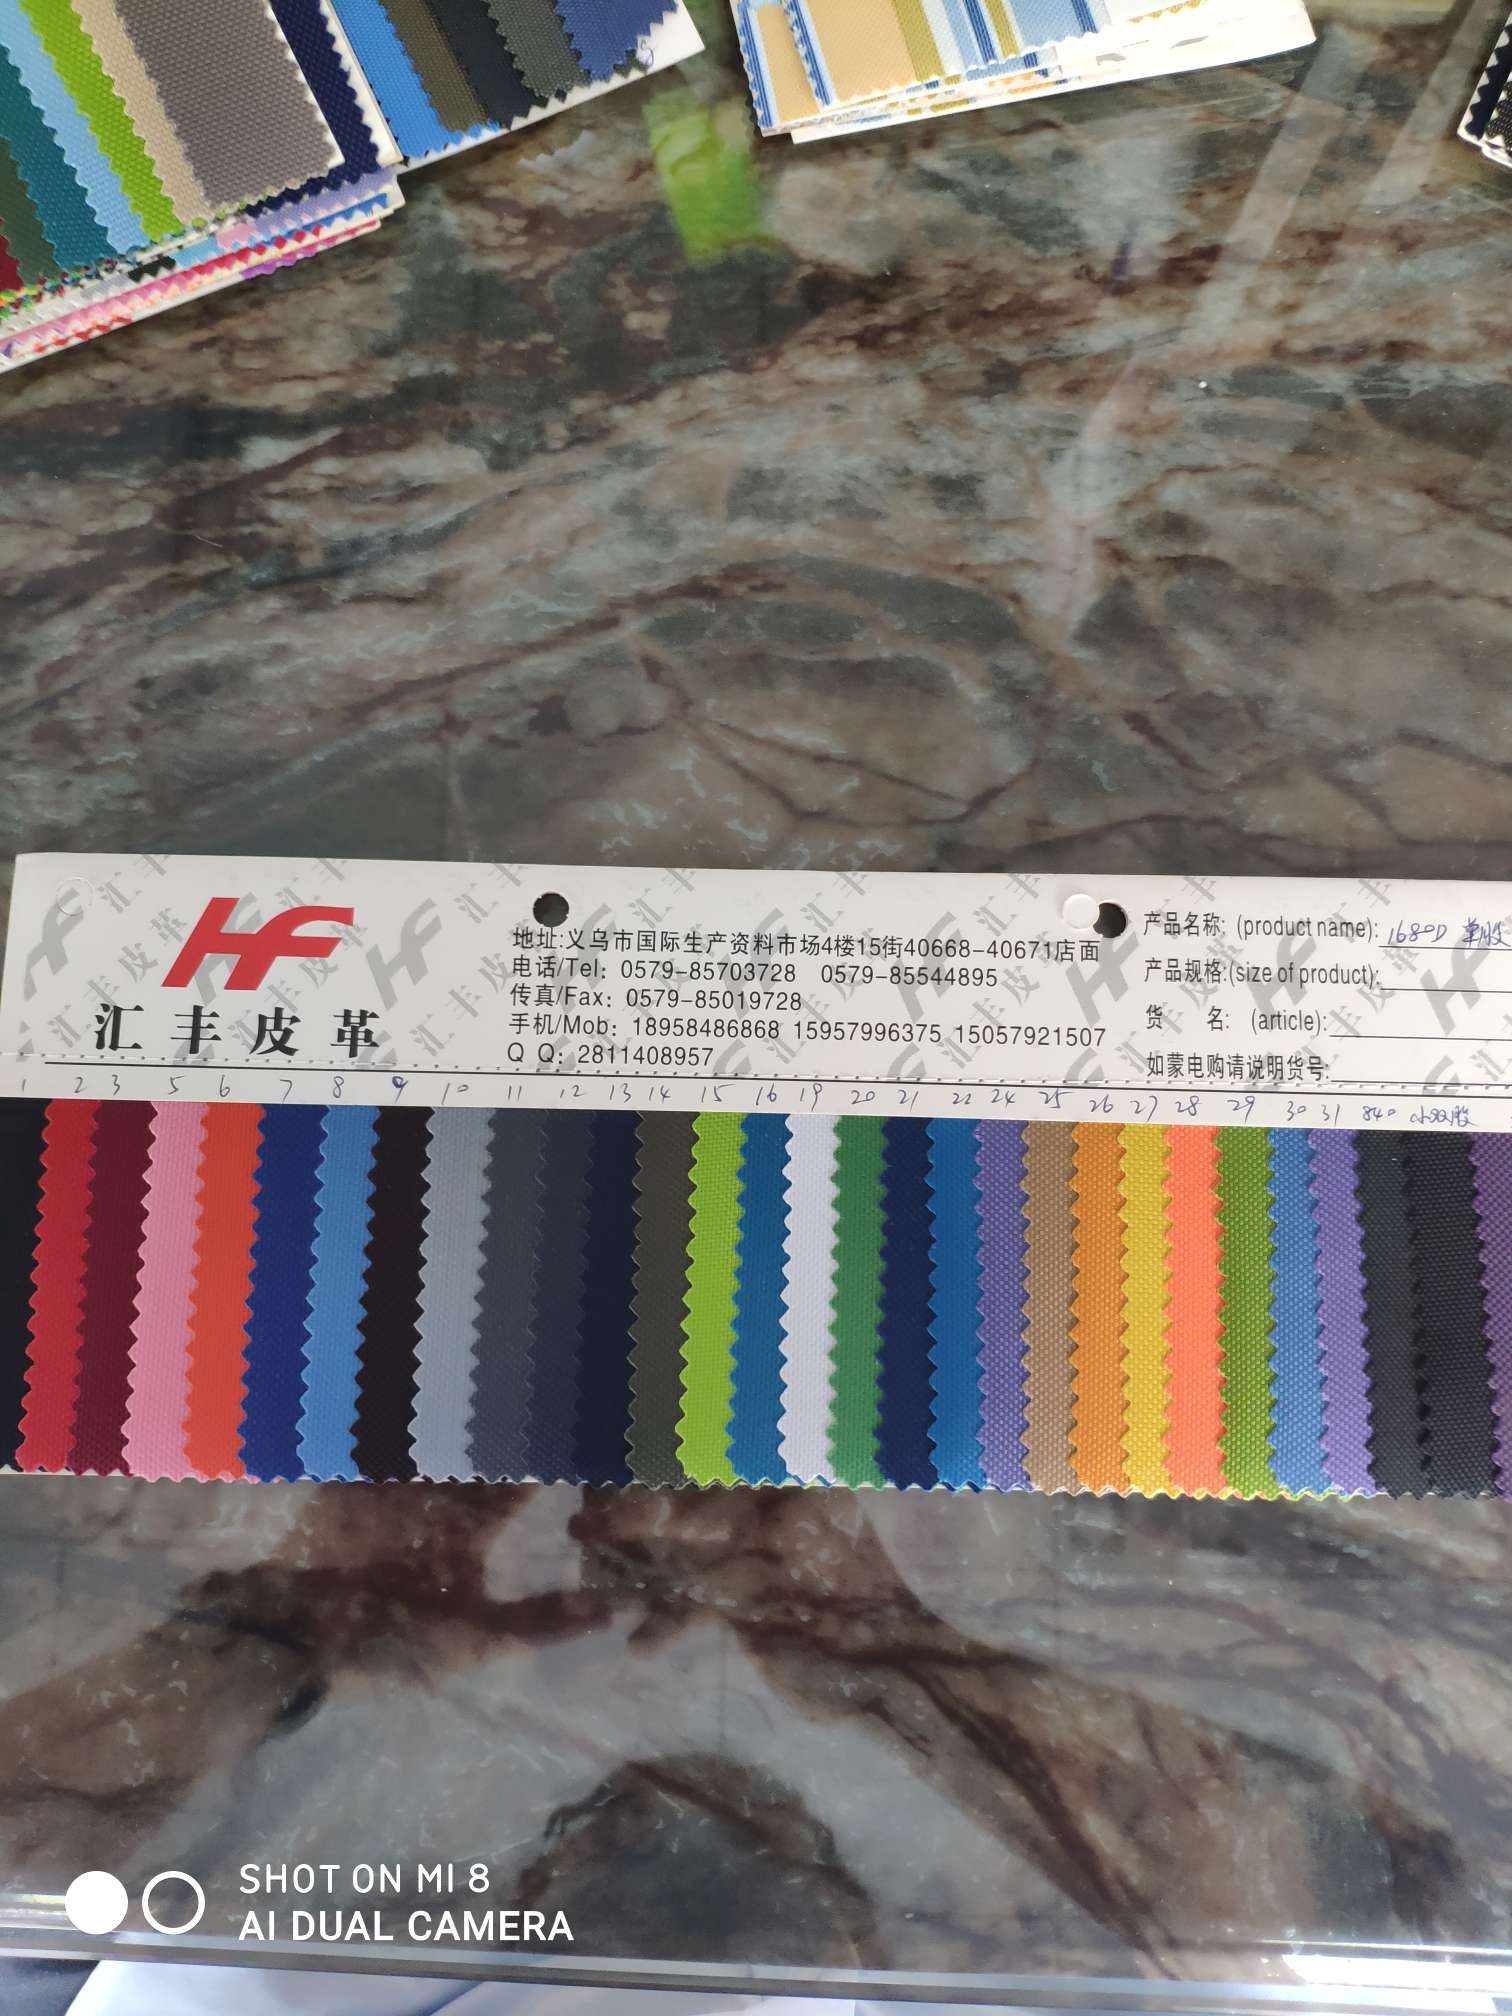 HF
汇丰皮革
地址:义乌市国际生产资料市场4楼15街40668-40671店面
电话/Tel: 0579-85703728 0579-85544895
传真/Fax: 0579-85019728
手机/Mob: 18958486868 15957996375 15057921507
Q Q: 2811408957
产品名称: (product name): 1680D 单股
产品规格:(size of product):
货 名: (article):
如蒙电购请说明货号:
1 2 3 5 6 7 8 9 10 11 12 13 14 15 16 19 20 21 22 24 25 26 27 28 29 30 31 840 小双股
SHOT ON MI 8
AI DUAL CAMERA